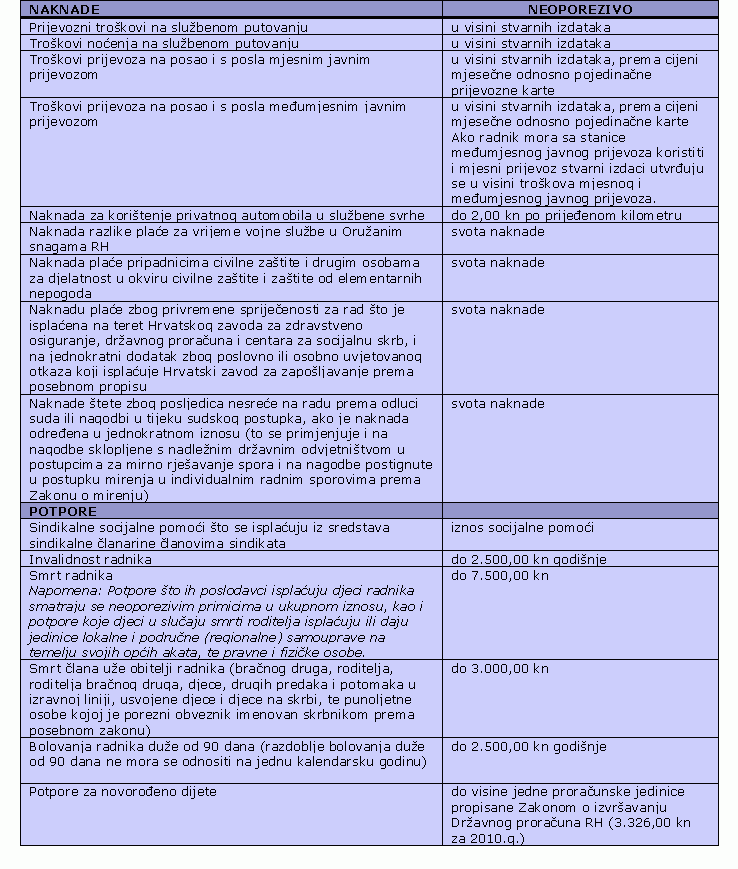 NAKNADE NEOPOREZIVO
Prijevozni troškovi na službenom putovanju u visini stvarnih izdataka
Troškovi noćenja na službenom putovanju u visini stvarnih izdataka
Troškovi prijevoza na posao i s posla mjesnim javnim
prijevozom
u visini stvarnih izdataka, prema cijeni
mjesečne odnosno pojedinačne
prijevozne karte
Troškovi prijevoza na posao i s posla međumjesnim javnim
prijevozom
u visini stvarnih izdataka, prema cijeni
mjesečne odnosno pojedinačne karte
Ako radnik mora sa stanice
međumjesnog javnog prijevoza koristiti
i mjesni prijevoz stvarni izdaci utvrđuju
se u visini troškova mjesnog i
međumjesnog javnog prijevoza.
Naknada za korištenje privatnog automobila u službene svrhe do 2,00 kn po prijeđenom kilometru
Naknada razlike plaće za vrijeme vojne službe u Oružanim
snagama RH
svota naknade
Naknada plaće pripadnicima civilne zaštite i drugim osobama
za djelatnost u okviru civilne zaštite i zaštite od elementarnih
nepogoda
svota naknade
Naknadu plaće zbog privremene spriječenosti za rad što je
isplaćena na teret Hrvatskog zavoda za zdravstveno
osiguranje, državnog proračuna i centara za socijalnu skrb, i
na jednokratni dodatak zbog poslovno ili osobno uvjetovanog
otkaza koji isplaćuje Hrvatski zavod za zapošljavanje prema
posebnom propisu
svota naknade
Naknade štete zbog posljedica nesreće na radu prema odluci
suda ili nagodbi u tijeku sudskog postupka, ako je naknada
određena u jednokratnom iznosu (to se primjenjuje i na
nagodbe sklopljene s nadležnim državnim odvjetništvom u
postupcima za mirno rješavanje spora i na nagodbe postignute
u postupku mirenja u individualnim radnim sporovima prema
Zakonu o mirenju)
svota naknade
POTPORE
Sindikalne socijalne pomoći što se isplaćuju iz sredstava
sindikalne članarine članovima sindikata
iznos socijalne pomoći
Invalidnost radnika do 2.500,00 kn godišnje
Smrt radnika do 7.500,00 kn
Napomena: Potpore što ih poslodavci isplaćuju djeci radnika
smatraju se neoporezivim primicima u ukupnom iznosu, kao i
potpore koje djeci u slučaju smrti roditelja isplaćuju ili daju
jedinice lokalne i područne (regionalne) samouprave na
temelju svojih općih akata, te pravne i fizičke osobe.
Smrt člana uže obitelji radnika (bračnog druga, roditelja,
roditelja bračnog druga, djece, drugih predaka i potomaka u
izravnoj liniji, usvojene djece i djece na skrbi, te punoljetne
osobe kojoj je porezni obveznik imenovan skrbnikom prema
posebnom zakonu)
do 3.000,00 kn
Bolovanja radnika duže od 90 dana (razdoblje bolovanja duže
od 90 dana ne mora se odnositi na jednu kalendarsku godinu)
do 2.500,00 kn godišnje
Potpore za novorođeno dijete
do visine jedne proračunske jedinice
propisane Zakonom o izvršavanju
Državnog proračuna RH (3.326,00 kn
za 2010.g.)